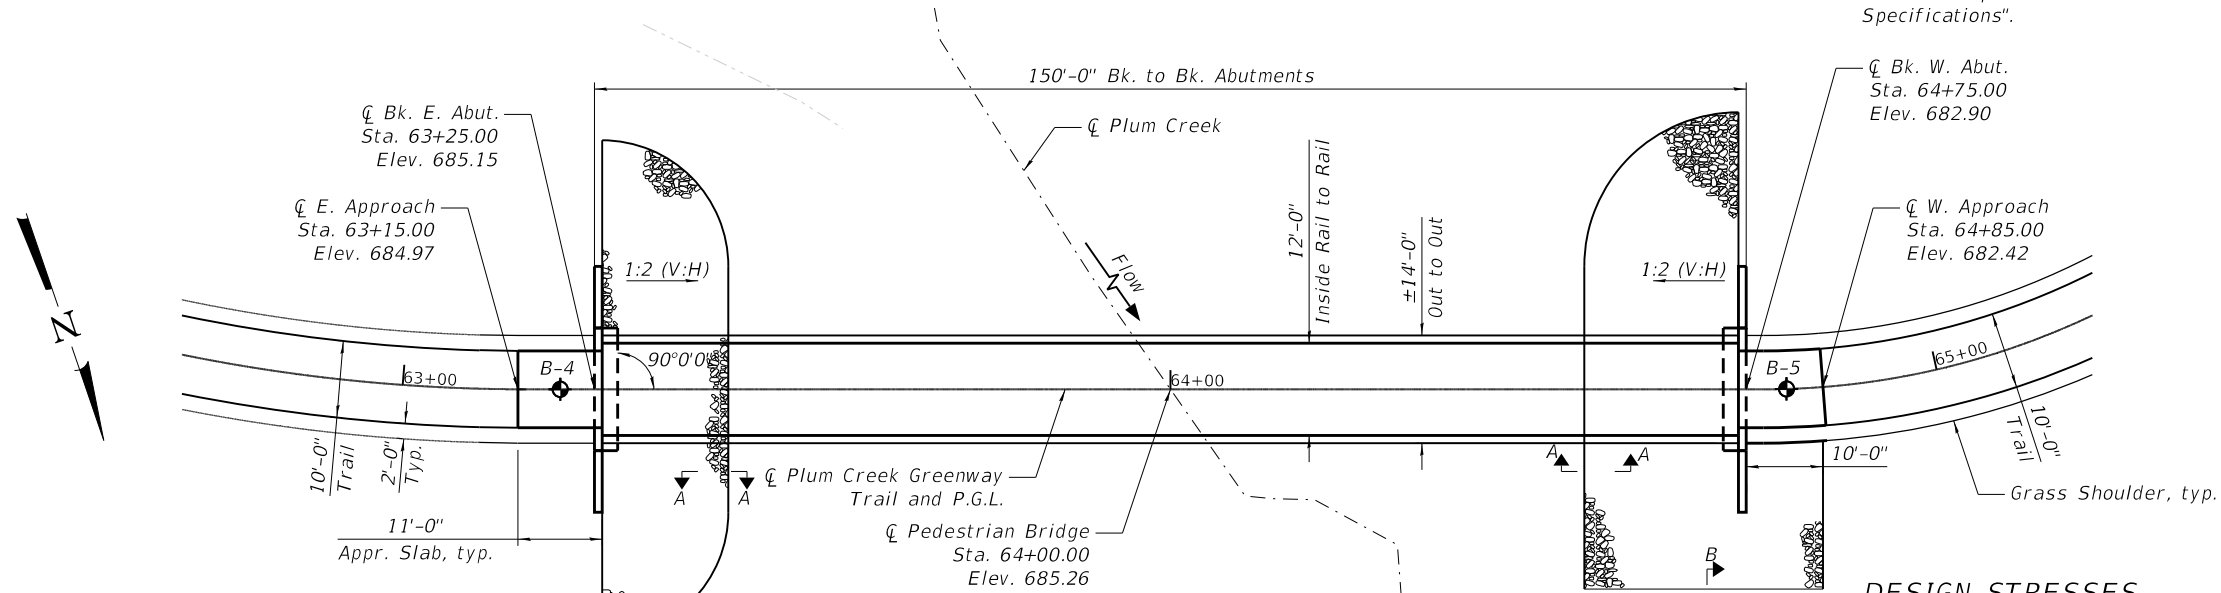 Specifications".
150'-0" Bk. to Bk. Abutments
℄ Bk. W. Abut.
Sta. 64+75.00
Elev. 682.90
℄ Bk. E. Abut.
Sta. 63+25.00
Elev. 685.15
℄ Plum Creek
℄ E. Approach
Sta. 63+15.00
Elev. 684.97
℄ W. Approach
Sta. 64+85.00
Elev. 682.42
12'-0"
Inside Rail to Rail
±14'-0"
Out to Out
Flow
1:2 (V:H)
1:2 (V:H)
N
B-4
90°0'0"
63+00
64+00
B-5
65+00
10'-0"
Trail
2'-0"
Typ.
10'-0"
Trail
A
A
A
A
10'-0"
℄ Plum Creek Greenway
Trail and P.G.L.
Grass Shoulder, typ.
11'-0"
Appr. Slab, typ.
℄ Pedestrian Bridge
Sta. 64+00.00
Elev. 685.26
B
DESIGN STRESSES